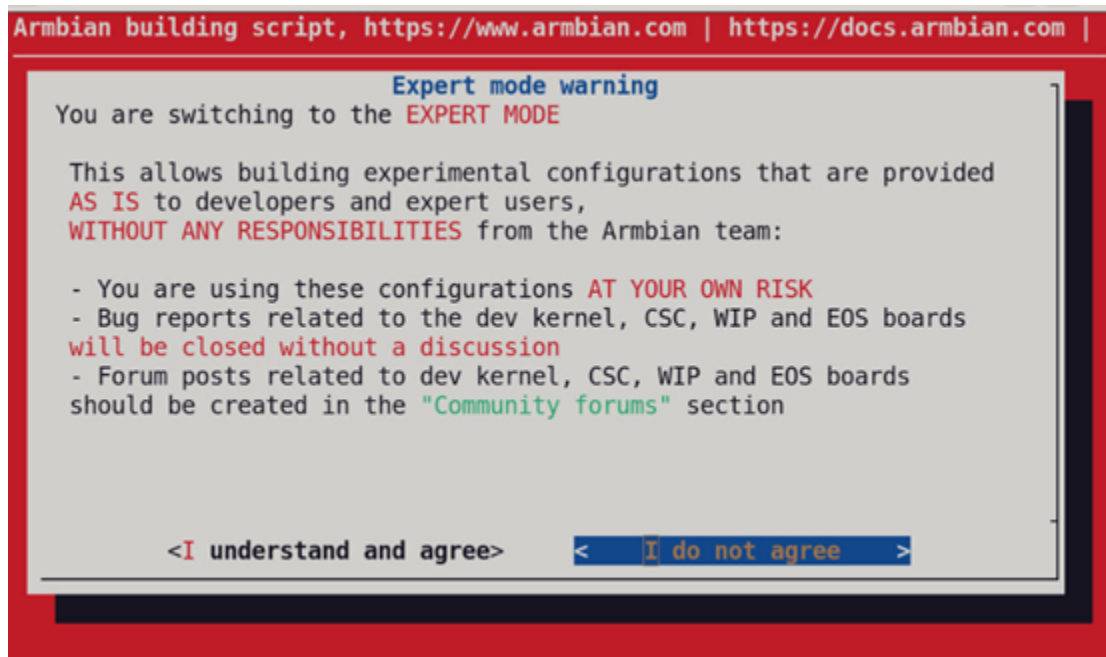 Armbian building script, https://www.armbian.com | https://docs.armbian.com |
Expert mode warning
You are switching to the EXPERT MODE
This allows building experimental configurations that are provided
AS IS to developers and expert users,
WITHOUT ANY RESPONSIBILITIES from the Armbian team:
- You are using these configurations AT YOUR OWN RISK
- Bug reports related to the dev kernel, CSC, WIP and EOS boards
will be closed without a discussion
- Forum posts related to dev kernel, CSC, WIP and EOS boards
should be created in the "Community forums" section
<I understand and agree> < I do not agree >